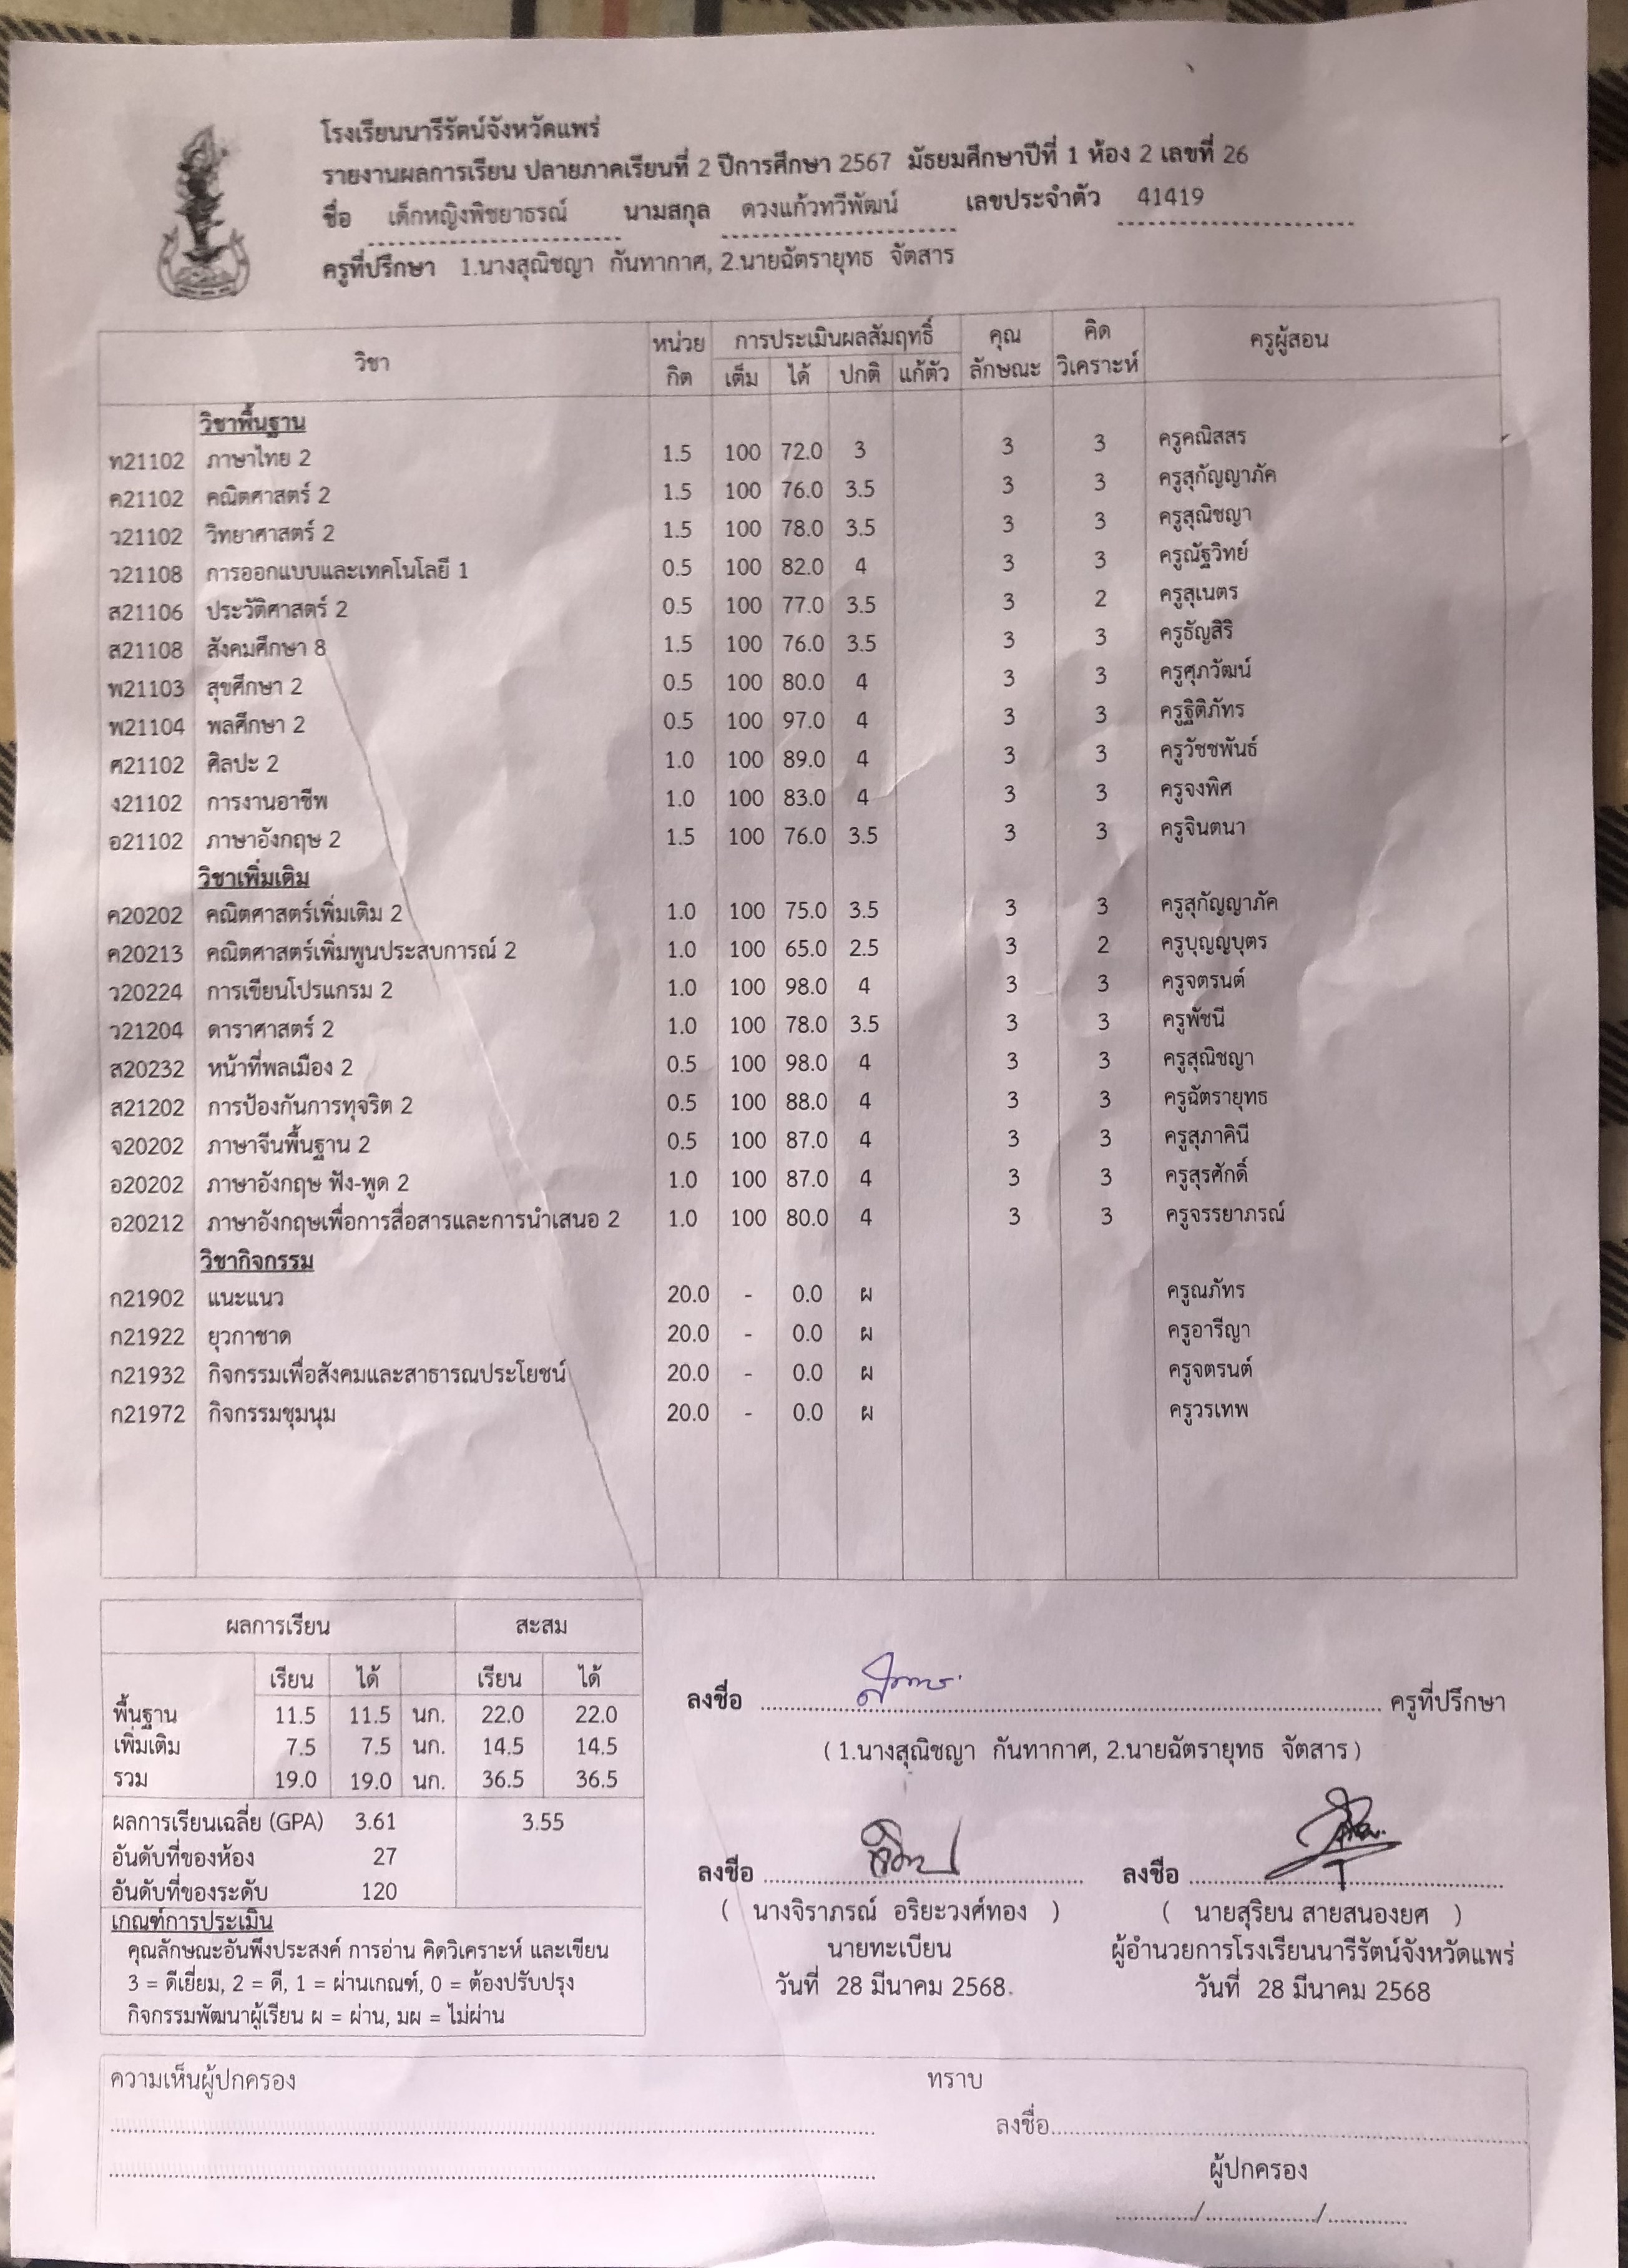 โรงเรียนนารีรัตน์จังหวัดแพร่
รายงานผลการเรียน ปลายภาคเรียนที่ 2 ปีการศึกษา 2567 มัธยมศึกษาปีที่ 1 ห้อง 2 เลขที่ 26
ชื่อ เด็กหญิงพิชยาธรณ์ นามสกุล ดวงแก้วทวีพัฒน์ เลขประจำตัว 41419
ครูที่ปรึกษา 1.นางสุณิชญา กันทากาศ, 2.นายฉัตรายุทธ จัตสาร
วิชา หน่วยกิต การประเมินผลสัมฤทธิ์ คุณลักษณะ คิดวิเคราะห์ ครูผู้สอน
เต็ม ได้ ปกติ แก้ตัว
วิชาพื้นฐาน
ท21102 ภาษาไทย 2 1.5 100 72.0 3 3 3 ครูคณิสสร
ค21102 คณิตศาสตร์ 2 1.5 100 76.0 3.5 3 3 ครูสุกัญญาภัค
ว21102 วิทยาศาสตร์ 2 1.5 100 78.0 3.5 3 3 ครูสุณิชญา
ว21108 การออกแบบและเทคโนโลยี 1 0.5 100 82.0 4 3 3 ครูณัฐวิทย์
ส21106 ประวัติศาสตร์ 2 0.5 100 77.0 3.5 3 2 ครูสุเนตร
ส21108 สังคมศึกษา 8 1.5 100 76.0 3.5 3 3 ครูธัญสิริ
พ21103 สุขศึกษา 2 0.5 100 80.0 4 3 3 ครูศุภวัฒน์
พ21104 พลศึกษา 2 0.5 100 97.0 4 3 3 ครูฐิติภัทร
ศ21102 ศิลปะ 2 1.0 100 89.0 4 3 3 ครูวัชชพันธ์
ง21102 การงานอาชีพ 1.0 100 83.0 4 3 3 ครูจงพิศ
อ21102 ภาษาอังกฤษ 2 1.5 100 76.0 3.5 3 3 ครูจินตนา
วิชาเพิ่มเติม
ค20202 คณิตศาสตร์เพิ่มเติม 2 1.0 100 75.0 3.5 3 3 ครูสุกัญญาภัค
ค20213 คณิตศาสตร์เพิ่มพูนประสบการณ์ 2 1.0 100 65.0 2.5 3 2 ครูบุญญบุตร
ว20224 การเขียนโปรแกรม 2 1.0 100 98.0 4 3 3 ครูจตรนต์
ว21204 ดาราศาสตร์ 2 1.0 100 78.0 3.5 3 3 ครูพัชนี
ส20232 หน้าที่พลเมือง 2 0.5 100 98.0 4 3 3 ครูสุณิชญา
ส21202 การป้องกันการทุจริต 2 0.5 100 88.0 4 3 3 ครูฉัตรายุทธ
จ20202 ภาษาจีนพื้นฐาน 2 0.5 100 87.0 4 3 3 ครูสุภาคินี
อ20202 ภาษาอังกฤษ ฟัง-พูด 2 1.0 100 87.0 4 3 3 ครูสุรศักดิ์
อ20212 ภาษาอังกฤษเพื่อการสื่อสารและการนำเสนอ 2 1.0 100 80.0 4 3 3 ครูจรรยาภรณ์
วิชากิจกรรม
ก21902 แนะแนว 20.0 - 0.0 ผ ครูณภัทร
ก21922 ยุวกาชาด 20.0 - 0.0 ผ ครูอารีญา
ก21932 กิจกรรมเพื่อสังคมและสาธารณประโยชน์ 20.0 - 0.0 ผ ครูจตรนต์
ก21972 กิจกรรมชุมนุม 20.0 - 0.0 ผ ครูวรเทพ
ผลการเรียน สะสม
เรียน ได้ เรียน ได้
พื้นฐาน 11.5 11.5 นก. 22.0 22.0
เพิ่มเติม 7.5 7.5 นก. 14.5 14.5
รวม 19.0 19.0 นก. 36.5 36.5
ผลการเรียนเฉลี่ย (GPA) 3.61 3.55
อันดับที่ของห้อง 27
อันดับที่ของระดับ 120
เกณฑ์การประเมิน
คุณลักษณะอันพึงประสงค์ การอ่าน คิดวิเคราะห์ และเขียน
3 = ดีเยี่ยม, 2 = ดี, 1 = ผ่านเกณฑ์, 0 = ต้องปรับปรุง
กิจกรรมพัฒนาผู้เรียน ผ = ผ่าน, มผ = ไม่ผ่าน
ลงชื่อ ครูที่ปรึกษา
( 1.นางสุณิชญา กันทากาศ, 2.นายฉัตรายุทธ จัตสาร )
ลงชื่อ ลงชื่อ
( นางจิราภรณ์ อริยะวงศ์ทอง ) ( นายสุริยน สายสนองยศ )
นายทะเบียน ผู้อำนวยการโรงเรียนนารีรัตน์จังหวัดแพร่
วันที่ 28 มีนาคม 2568. วันที่ 28 มีนาคม 2568
ความเห็นผู้ปกครอง ทราบ
ลงชื่อ
ผู้ปกครอง